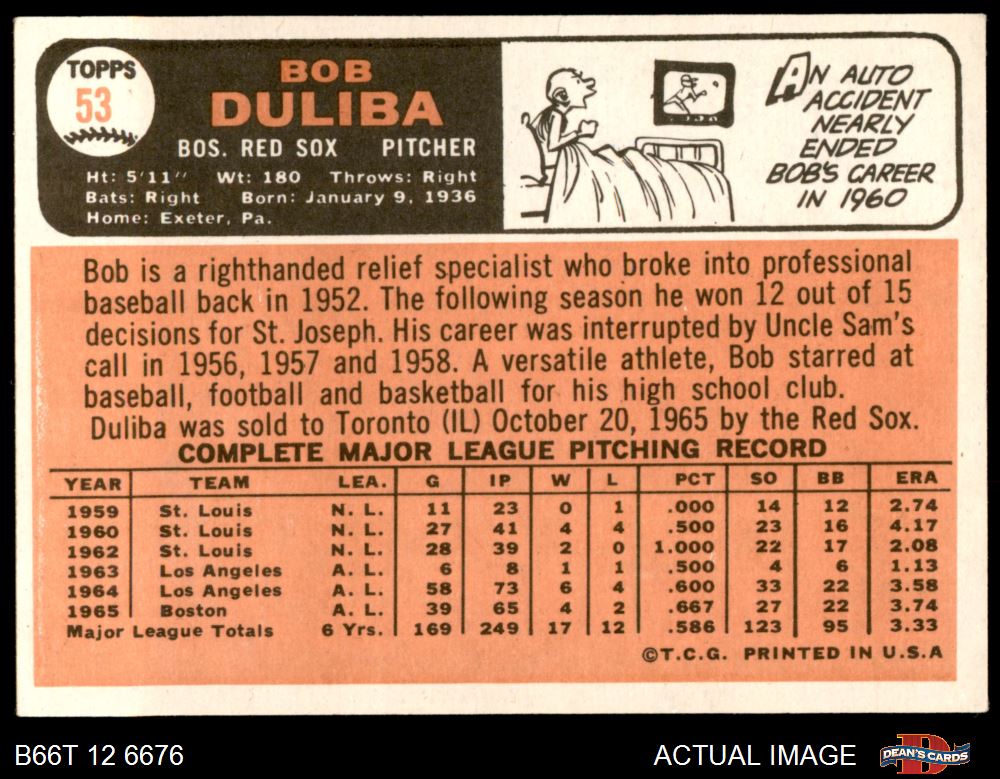 TOPPS
53
BOB
DULIBA
BOS. RED SOX PITCHER
Ht: 5'11" Wt: 180 Throws: Right
Bats: Right Born: January 9, 1936
Home: Exeter, Pa.
AN AUTO
ACCIDENT
NEARLY
ENDED
BOB'S CAREER
IN 1960
Bob is a righthanded relief specialist who broke into professional
baseball back in 1952. The following season he won 12 out of 15
decisions for St. Joseph. His career was interrupted by Uncle Sam's
call in 1956, 1957 and 1958. A versatile athlete, Bob starred at
baseball, football and basketball for his high school club.
Duliba was sold to Toronto (IL) October 20, 1965 by the Red Sox.
COMPLETE MAJOR LEAGUE PITCHING RECORD
YEAR TEAM LEA. G IP W L PCT SO BB ERA
1959 St. Louis N. L. 11 23 0 1 .000 14 12 2.74
1960 St. Louis N. L. 27 41 4 4 .500 23 16 4.17
1962 St. Louis N. L. 28 39 2 0 1.000 22 17 2.08
1963 Los Angeles A. L. 6 8 1 1 .500 4 6 1.13
1964 Los Angeles A. L. 58 73 6 4 .600 33 22 3.58
1965 Boston A. L. 39 65 4 2 .667 27 22 3.74
Major League Totals 6 Yrs. 169 249 17 12 .586 123 95 3.33
©T.C.G. PRINTED IN U.S.A
B66T 12 6676 ACTUAL IMAGE DEAN'S CARDS